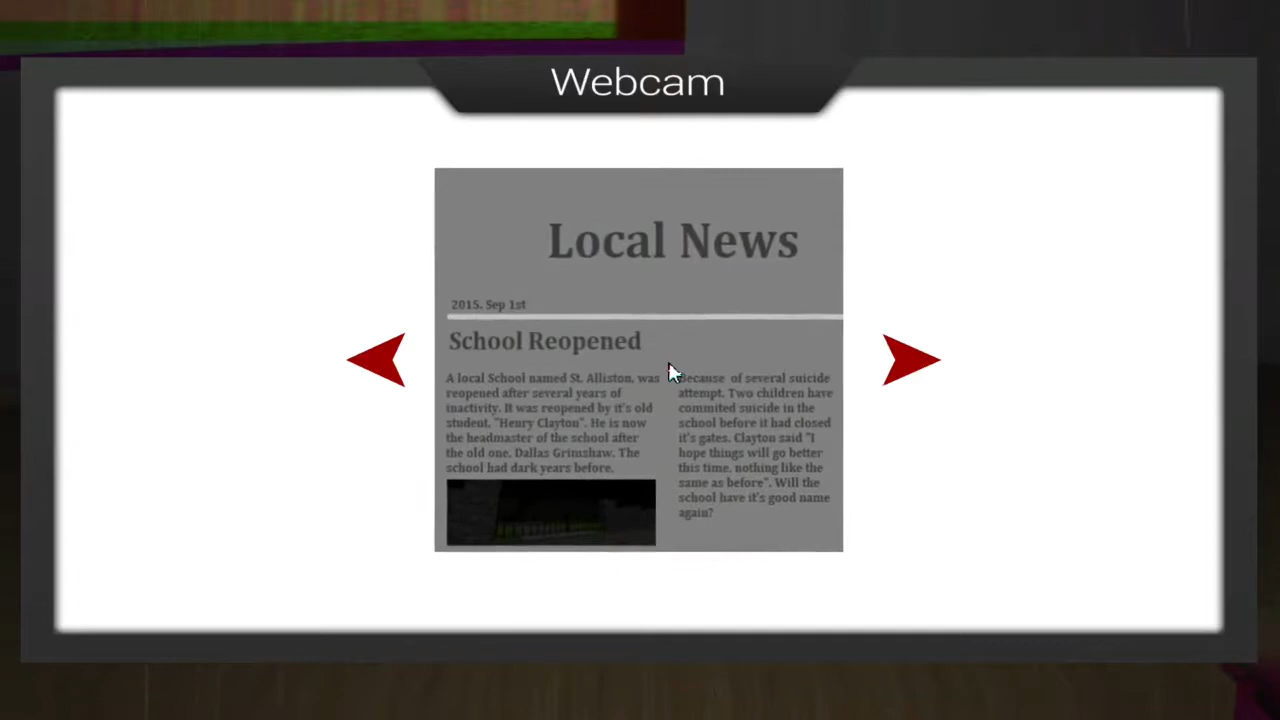 Webcam
Local News
2015. Sep 1st
School Reopened
A local School named St. Alliston, was
reopened after several years of
inactivity. It was reopened by it's old
student, "Henry Clayton". He is now
the headmaster of the school after
the old one, Dallas Grimshaw. The
school had dark years before,
Because of several suicide
attempt. Two children have
commited suicide in the
school before it had closed
it's gates. Clayton said "I
hope things will go better
this time, nothing like the
same as before". Will the
school have it's good name
again?